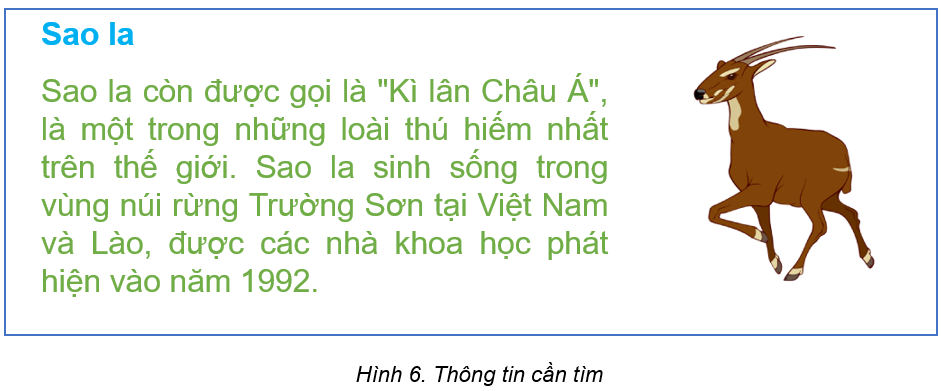 Sao la
Sao la còn được gọi là "Kì lân Châu Á",
là một trong những loài thú hiếm nhất
trên thế giới. Sao la sinh sống trong
vùng núi rừng Trường Sơn tại Việt Nam
và Lào, được các nhà khoa học phát
hiện vào năm 1992.
Hình 6. Thông tin cần tìm